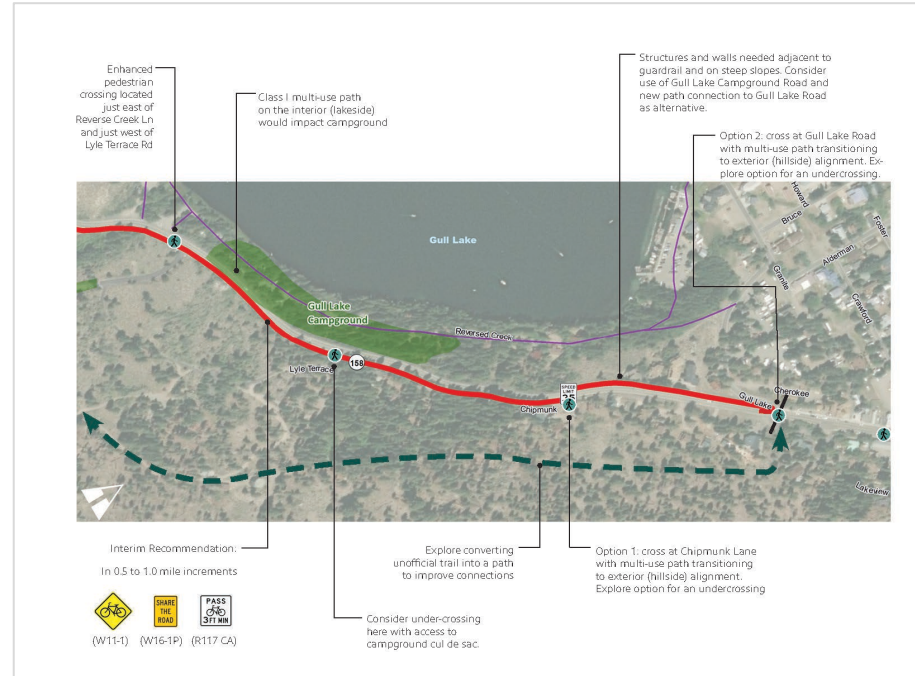 Enhanced
pedestrian
crossing located
just east of
Reverse Creek Ln
and just west of
Lyle Terrace Rd
Class I multi-use path
on the interior (lakeside)
would impact campground
Structures and walls needed adjacent to
guardrail and on steep slopes. Consider
use of Gull Lake Campground Road and
new path connection to Gull Lake Road
as alternative.
Option 2: cross at Gull Lake Road
with multi-use path transitioning
to exterior (hillside) alignment. Ex-
plore option for an undercrossing.
Gull Lake
Howard
Bruce
Foster
Alderman
Granite
Crawford
Gull Lake
Campground
Reversed Creek
Lyle Terrace
158
SPEED
LIMIT
Chipmunk
Gull Lake
Cherokee
Lakeview
Interim Recommendation:
In 0.5 to 1.0 mile increments
SHARE
THE
ROAD
PASS
3FT MIN
(W11-1) (W16-1P) (R117 CA)
Explore converting
unofficial trail into a path
to improve connections
Consider under-crossing
here with access to
campground cul de sac.
Option 1: cross at Chipmunk Lane
with multi-use path transitioning
to exterior (hillside) alignment.
Explore option for an undercrossing